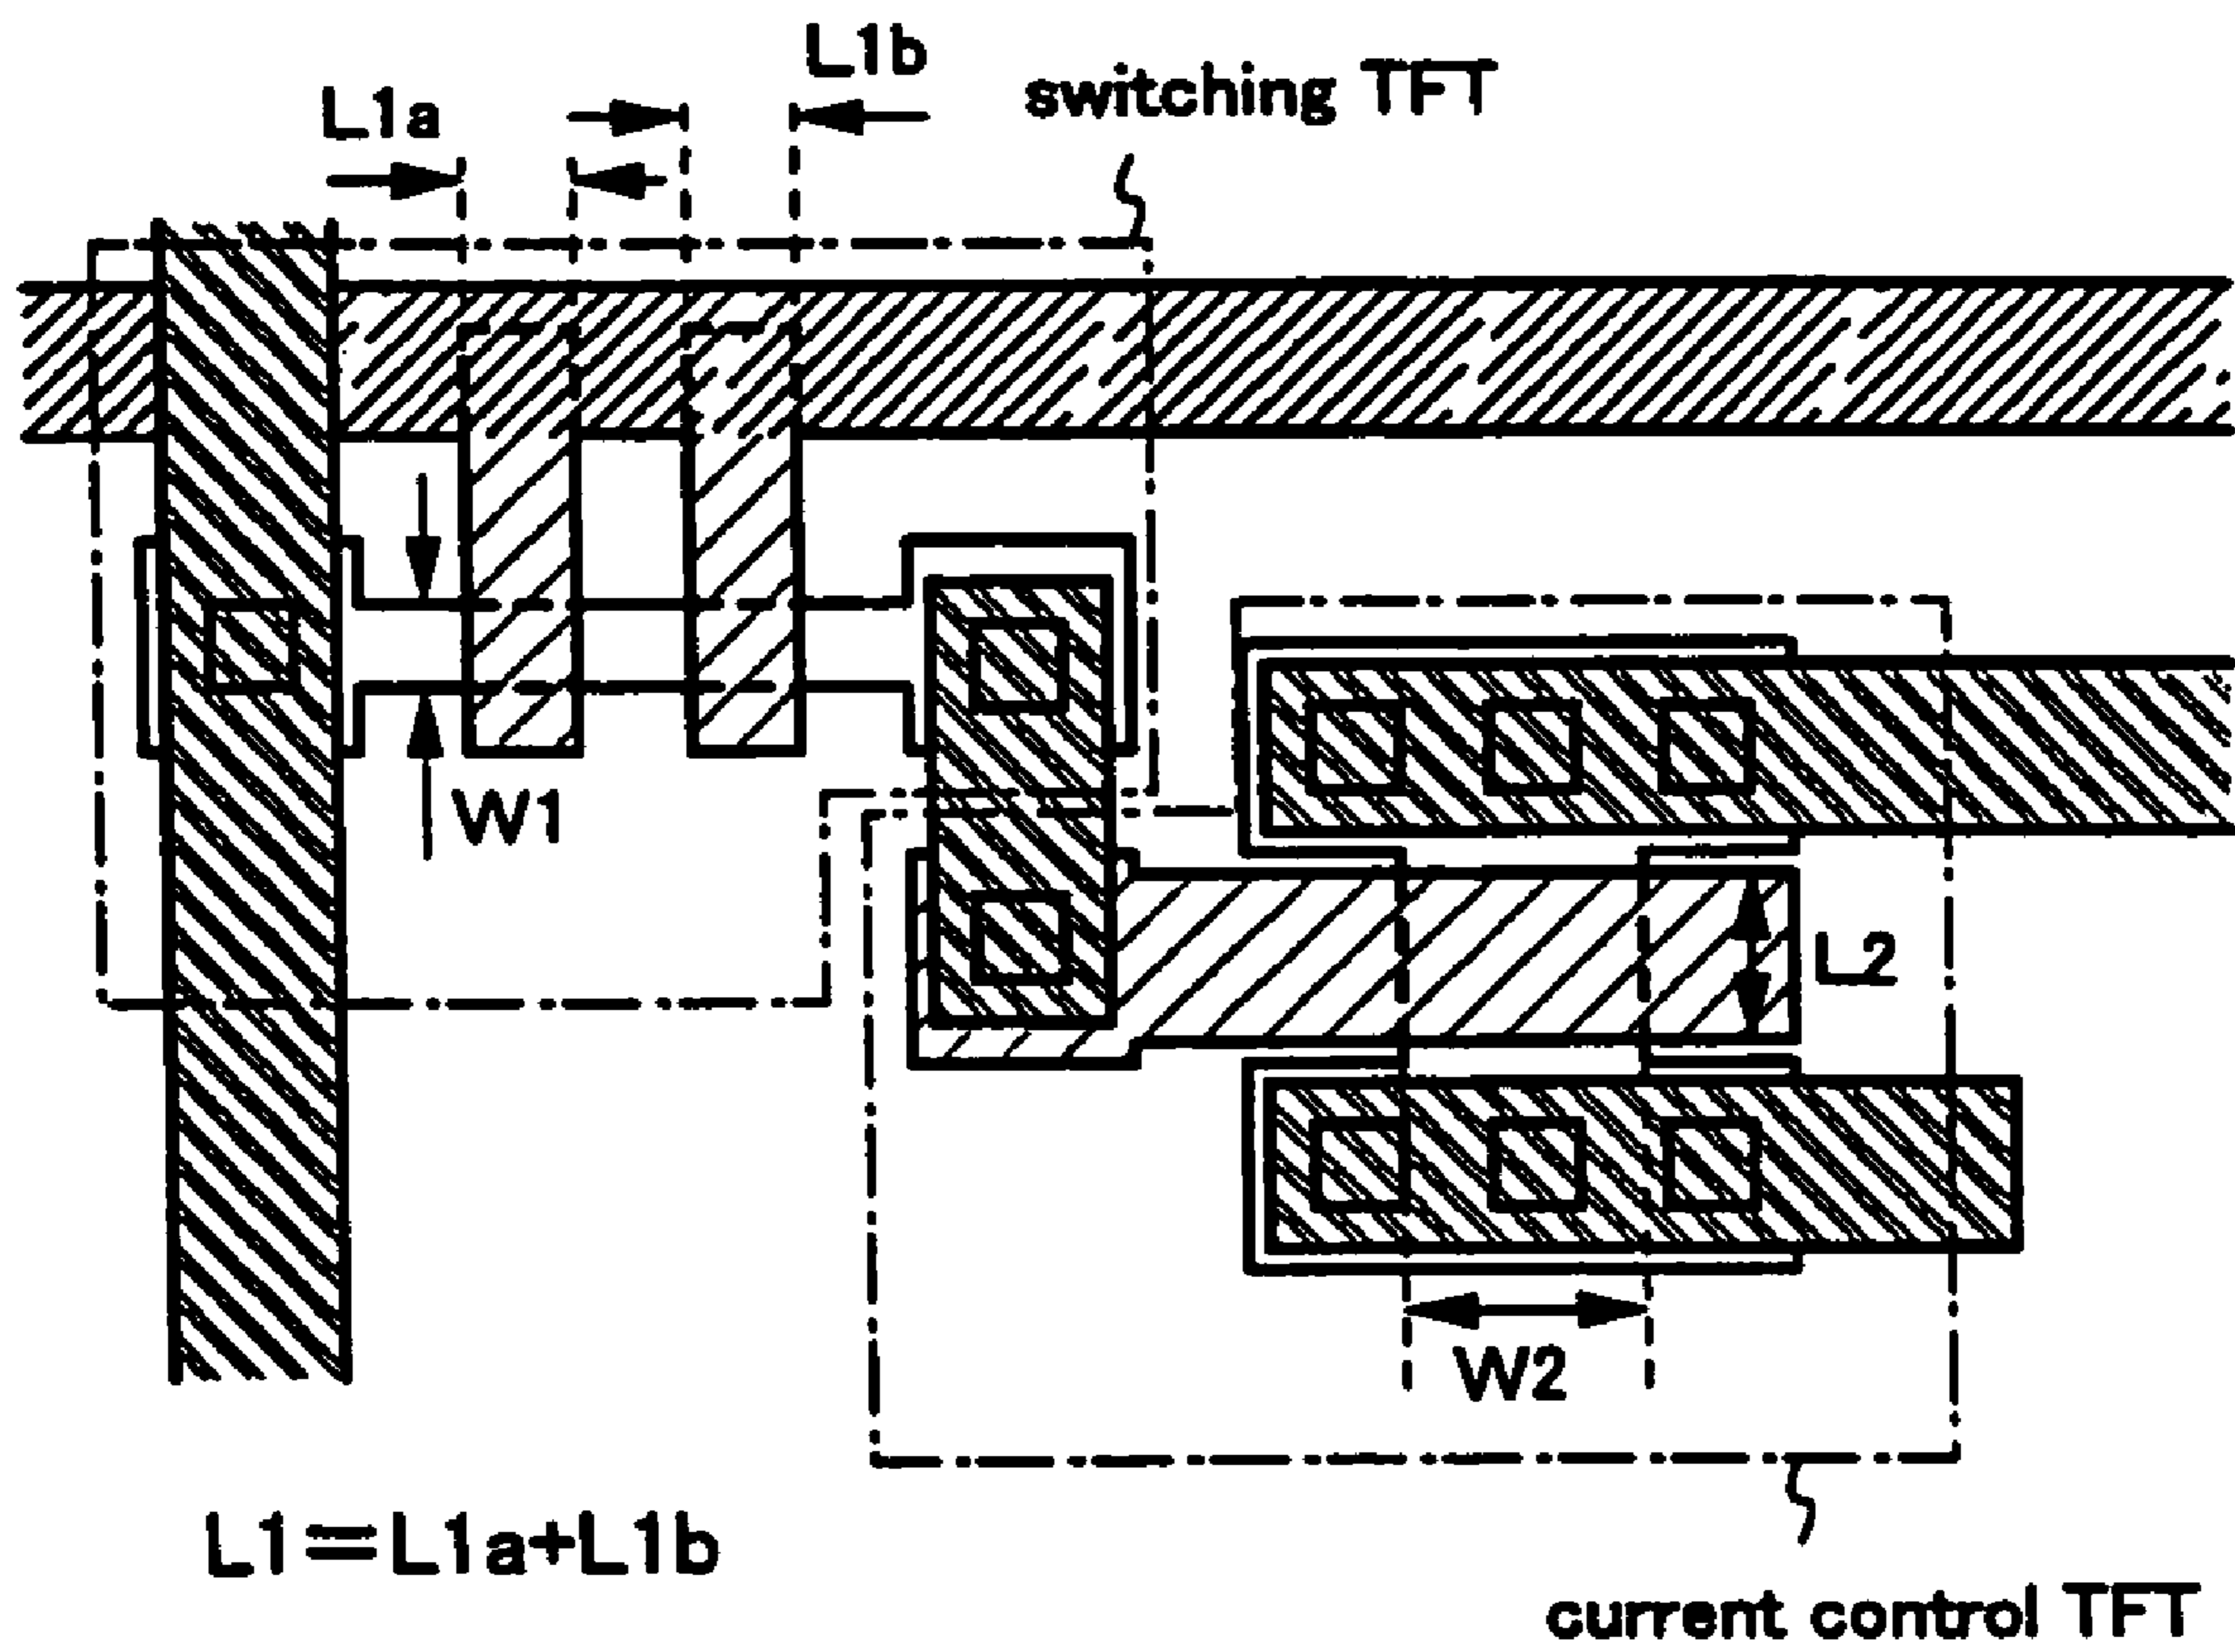 L1b
switching TFT
L1a
W1
L2
W2
L1=L1a+L1b
current control TFT